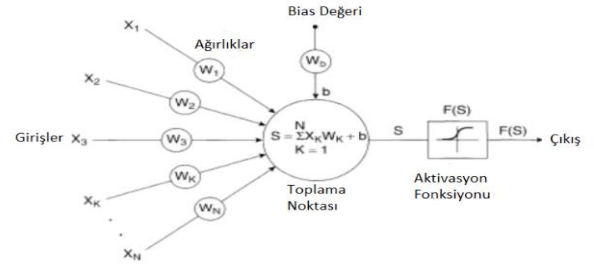 Bias Değeri
X1
Ağırlıklar
W1
Wb
b
X2
W2
Girişler X3
W3
N
S = ΣXKWK + b
K = 1
S
F(S)
F(S)
Çıkış
WK
Toplama
Noktası
Aktivasyon
Fonksiyonu
XK
WN
XN